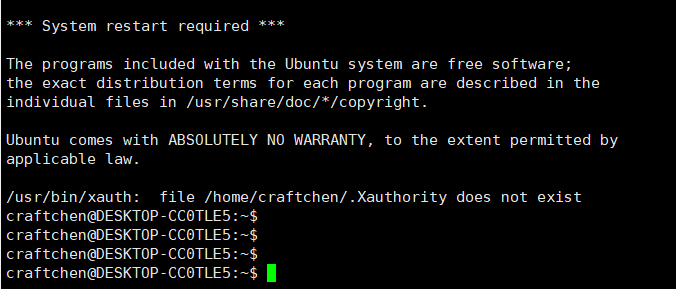 *** System restart required ***
The programs included with the Ubuntu system are free software;
the exact distribution terms for each program are described in the
individual files in /usr/share/doc/*/copyright.
Ubuntu comes with ABSOLUTELY NO WARRANTY, to the extent permitted by
applicable law.
/usr/bin/xauth:  file /home/craftchen/.Xauthority does not exist
craftchen@DESKTOP-CC0TLE5:~$
craftchen@DESKTOP-CC0TLE5:~$
craftchen@DESKTOP-CC0TLE5:~$
craftchen@DESKTOP-CC0TLE5:~$